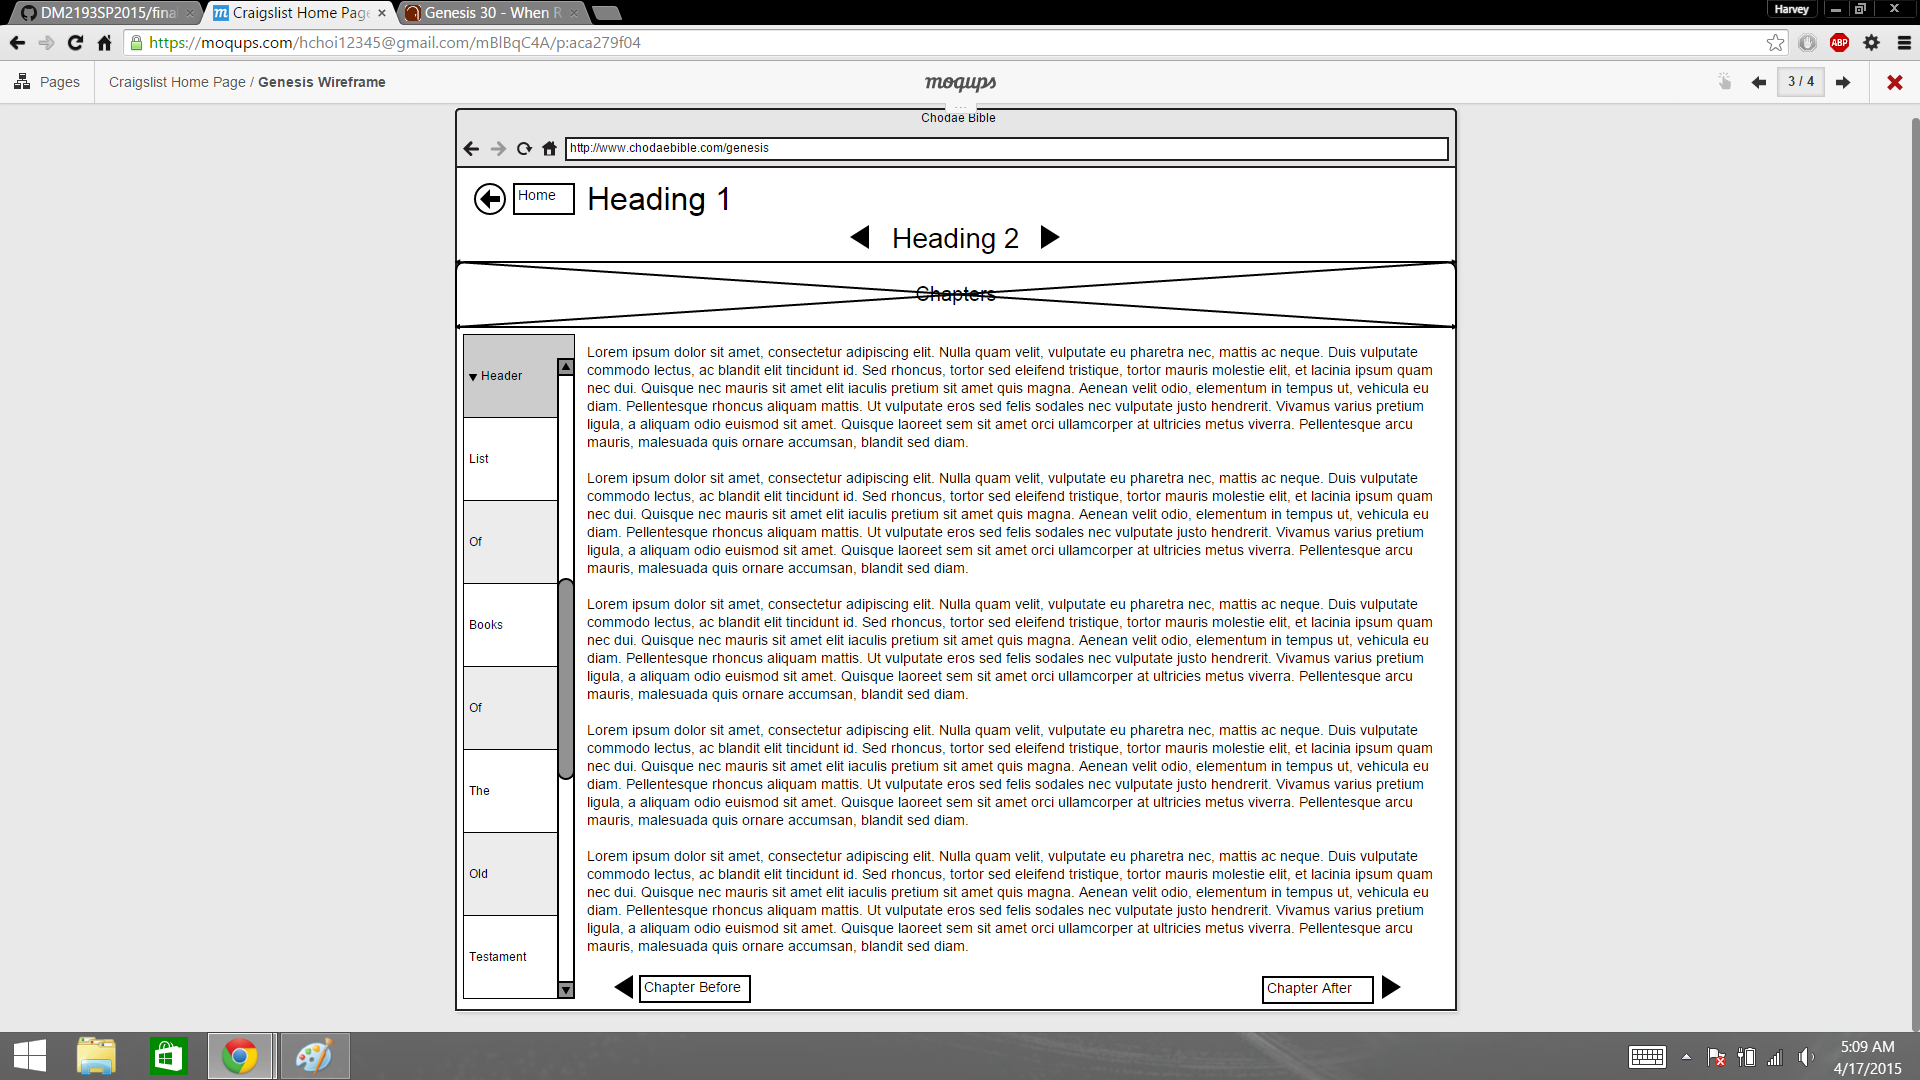 DM2193SP2015/final
Craigslist Home Page
Genesis 30 - When R
Harvey
https://moqups.com/hchoi12345@gmail.com/mBlBqC4A/p:aca279f04
ABP
Pages
Craigslist Home Page / Genesis Wireframe
moqups
3 / 4
Chodae Bible
http://www.chodaebible.com/genesis
Home
Heading 1
Heading 2
Chapters
Header
List
Of
Books
Of
The
Old
Testament
Lorem ipsum dolor sit amet, consectetur adipiscing elit. Nulla quam velit, vulputate eu pharetra nec, mattis ac neque. Duis vulputate
commodo lectus, ac blandit elit tincidunt id. Sed rhoncus, tortor sed eleifend tristique, tortor mauris molestie elit, et lacinia ipsum quam
nec dui. Quisque nec mauris sit amet elit iaculis pretium sit amet quis magna. Aenean velit odio, elementum in tempus ut, vehicula eu
diam. Pellentesque rhoncus aliquam mattis. Ut vulputate eros sed felis sodales nec vulputate justo hendrerit. Vivamus varius pretium
ligula, a aliquam odio euismod sit amet. Quisque laoreet sem sit amet orci ullamcorper at ultricies metus viverra. Pellentesque arcu
mauris, malesuada quis ornare accumsan, blandit sed diam.
Lorem ipsum dolor sit amet, consectetur adipiscing elit. Nulla quam velit, vulputate eu pharetra nec, mattis ac neque. Duis vulputate
commodo lectus, ac blandit elit tincidunt id. Sed rhoncus, tortor sed eleifend tristique, tortor mauris molestie elit, et lacinia ipsum quam
nec dui. Quisque nec mauris sit amet elit iaculis pretium sit amet quis magna. Aenean velit odio, elementum in tempus ut, vehicula eu
diam. Pellentesque rhoncus aliquam mattis. Ut vulputate eros sed felis sodales nec vulputate justo hendrerit. Vivamus varius pretium
ligula, a aliquam odio euismod sit amet. Quisque laoreet sem sit amet orci ullamcorper at ultricies metus viverra. Pellentesque arcu
mauris, malesuada quis ornare accumsan, blandit sed diam.
Lorem ipsum dolor sit amet, consectetur adipiscing elit. Nulla quam velit, vulputate eu pharetra nec, mattis ac neque. Duis vulputate
commodo lectus, ac blandit elit tincidunt id. Sed rhoncus, tortor sed eleifend tristique, tortor mauris molestie elit, et lacinia ipsum quam
nec dui. Quisque nec mauris sit amet elit iaculis pretium sit amet quis magna. Aenean velit odio, elementum in tempus ut, vehicula eu
diam. Pellentesque rhoncus aliquam mattis. Ut vulputate eros sed felis sodales nec vulputate justo hendrerit. Vivamus varius pretium
ligula, a aliquam odio euismod sit amet. Quisque laoreet sem sit amet orci ullamcorper at ultricies metus viverra. Pellentesque arcu
mauris, malesuada quis ornare accumsan, blandit sed diam.
Lorem ipsum dolor sit amet, consectetur adipiscing elit. Nulla quam velit, vulputate eu pharetra nec, mattis ac neque. Duis vulputate
commodo lectus, ac blandit elit tincidunt id. Sed rhoncus, tortor sed eleifend tristique, tortor mauris molestie elit, et lacinia ipsum quam
nec dui. Quisque nec mauris sit amet elit iaculis pretium sit amet quis magna. Aenean velit odio, elementum in tempus ut, vehicula eu
diam. Pellentesque rhoncus aliquam mattis. Ut vulputate eros sed felis sodales nec vulputate justo hendrerit. Vivamus varius pretium
ligula, a aliquam odio euismod sit amet. Quisque laoreet sem sit amet orci ullamcorper at ultricies metus viverra. Pellentesque arcu
mauris, malesuada quis ornare accumsan, blandit sed diam.
Lorem ipsum dolor sit amet, consectetur adipiscing elit. Nulla quam velit, vulputate eu pharetra nec, mattis ac neque. Duis vulputate
commodo lectus, ac blandit elit tincidunt id. Sed rhoncus, tortor sed eleifend tristique, tortor mauris molestie elit, et lacinia ipsum quam
nec dui. Quisque nec mauris sit amet elit iaculis pretium sit amet quis magna. Aenean velit odio, elementum in tempus ut, vehicula eu
diam. Pellentesque rhoncus aliquam mattis. Ut vulputate eros sed felis sodales nec vulputate justo hendrerit. Vivamus varius pretium
ligula, a aliquam odio euismod sit amet. Quisque laoreet sem sit amet orci ullamcorper at ultricies metus viverra. Pellentesque arcu
mauris, malesuada quis ornare accumsan, blandit sed diam.
Chapter Before
Chapter After
5:09 AM
4/17/2015